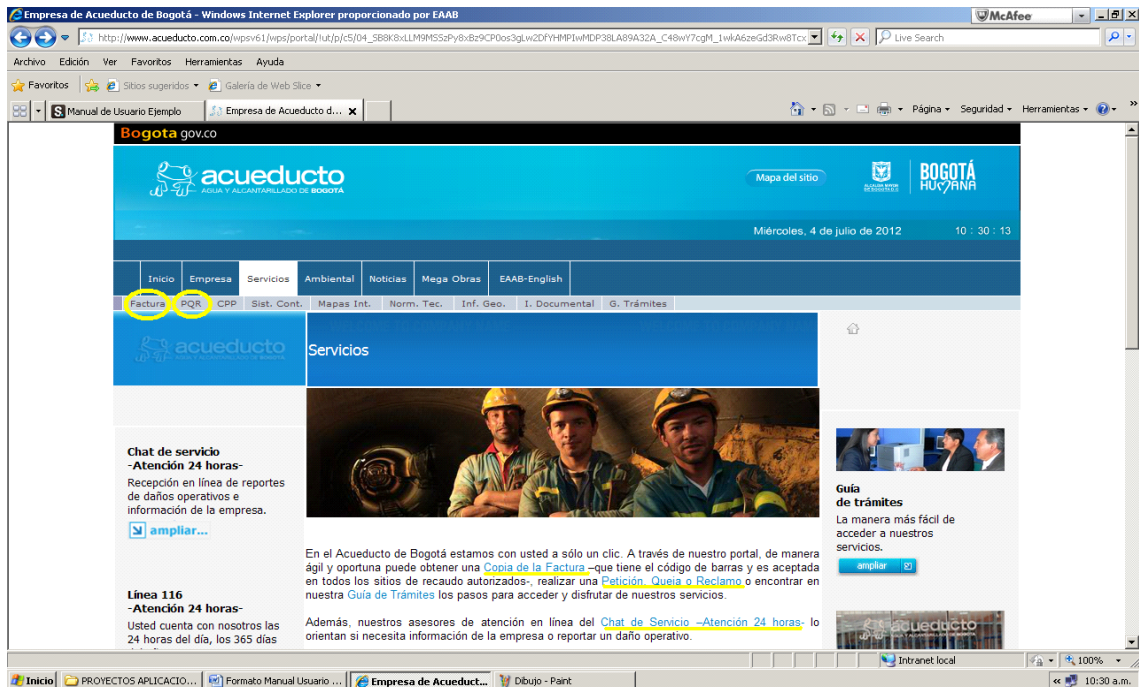 Empresa de Acueducto de Bogotá - Windows Internet Explorer proporcionado por EAAB
McAfee
http://www.acueducto.com.co/wpsv61/wps/portal/!ut/p/c5/
Live Search
Archivo Edición Ver Favoritos Herramientas Ayuda
Favoritos Sitios sugeridos Galería de Web Slice
Manual de Usuario Ejemplo Empresa de Acueducto d... Página Seguridad Herramientas
Bogota gov.co
acueducto
AGUA Y ALCANTARILLADO DE BOGOTÁ
Mapa del sitio
BOGOTÁ
HUMANA
Miércoles, 4 de julio de 2012 10 : 30 : 13
Inicio Empresa Servicios Ambiental Noticias Mega Obras EAAB-English
Factura PQR CPP Sist. Cont. Mapas Int. Norm. Tec. Inf. Geo. I. Documental G. Trámites
acueducto
Servicios
Chat de servicio
-Atención 24 horas-
Recepción en línea de reportes
de daños operativos e
información de la empresa.
ampliar...
Línea 116
-Atención 24 horas-
Usted cuenta con nosotros las
24 horas del día, los 365 días
En el Acueducto de Bogotá estamos con usted a sólo un clic. A través de nuestro portal, de manera
ágil y oportuna puede obtener una Copia de la Factura –que tiene el código de barras y es aceptada
en todos los sitios de recaudo autorizados-, realizar una Petición, Queja o Reclamo o encontrar en
nuestra Guía de Trámites los pasos para acceder y disfrutar de nuestros servicios.
Además, nuestros asesores de atención en línea del Chat de Servicio –Atención 24 horas- lo
orientan si necesita información de la empresa o reportar un daño operativo.
Guía
de trámites
La manera más fácil de
acceder a nuestros
servicios.
ampliar
acueducto
Intranet local 100%
Inicio PROYECTOS APLICACIO... Formato Manual Usuario ... Empresa de Acueduct... Dibujo - Paint 10:30 a.m.